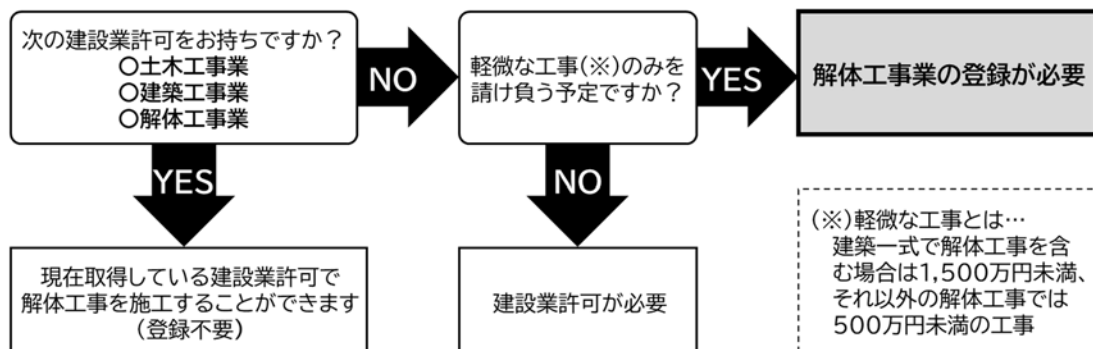 次の建設業許可をお持ちですか？
○土木工事業
○建築工事業
○解体工事業
NO
軽微な工事(※)のみを
請け負う予定ですか？
YES
解体工事業の登録が必要
YES
NO
現在取得している建設業許可で
解体工事を施工することができます
(登録不要)
建設業許可が必要
(※)軽微な工事とは…
建築一式で解体工事を含
む場合は1,500万円未満、
それ以外の解体工事では
500万円未満の工事